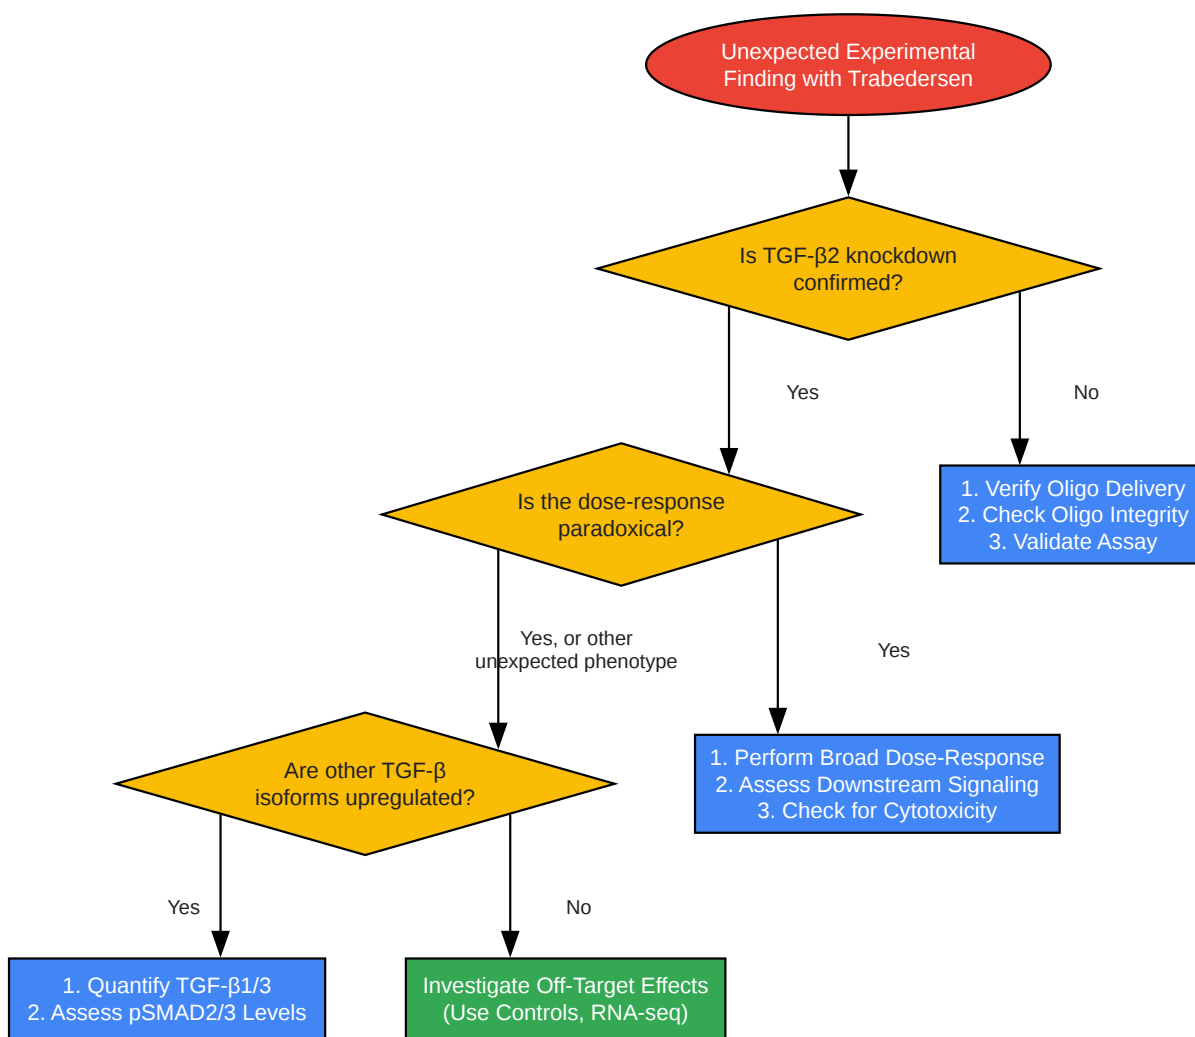 Unexpected Experimental
Finding with Trabedersen
Is TGF-β2 knockdown
confirmed?
Yes
No
Is the dose-response
paradoxical?
1. Verify Oligo Delivery
2. Check Oligo Integrity
3. Validate Assay
Yes, or other
unexpected phenotype
Yes
Are other TGF-β
isoforms upregulated?
1. Perform Broad Dose-Response
2. Assess Downstream Signaling
3. Check for Cytotoxicity
Yes
No
1. Quantify TGF-β1/3
2. Assess pSMAD2/3 Levels
Investigate Off-Target Effects
(Use Controls, RNA-seq)